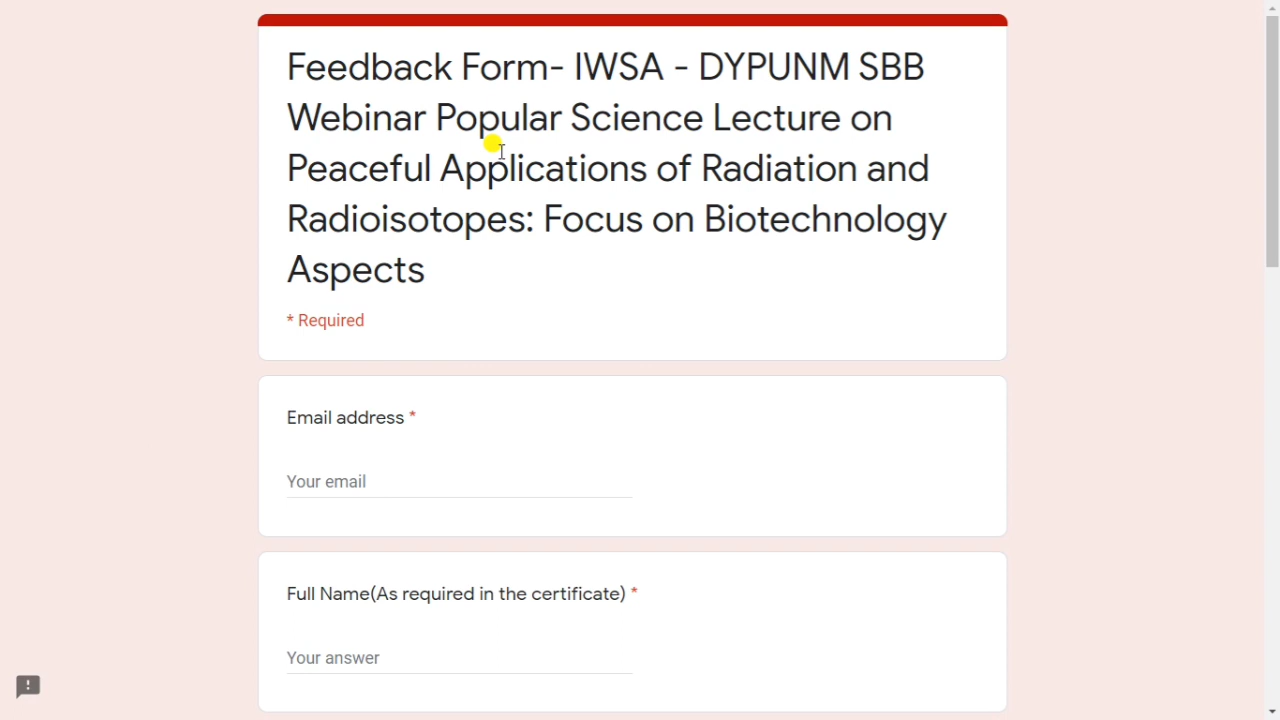 Feedback Form- IWSA - DYPUNM SBB
Webinar Popular Science Lecture on
Peaceful Applications of Radiation and
Radioisotopes: Focus on Biotechnology
Aspects
* Required
Email address *
Your email
Full Name(As required in the certificate) *
Your answer